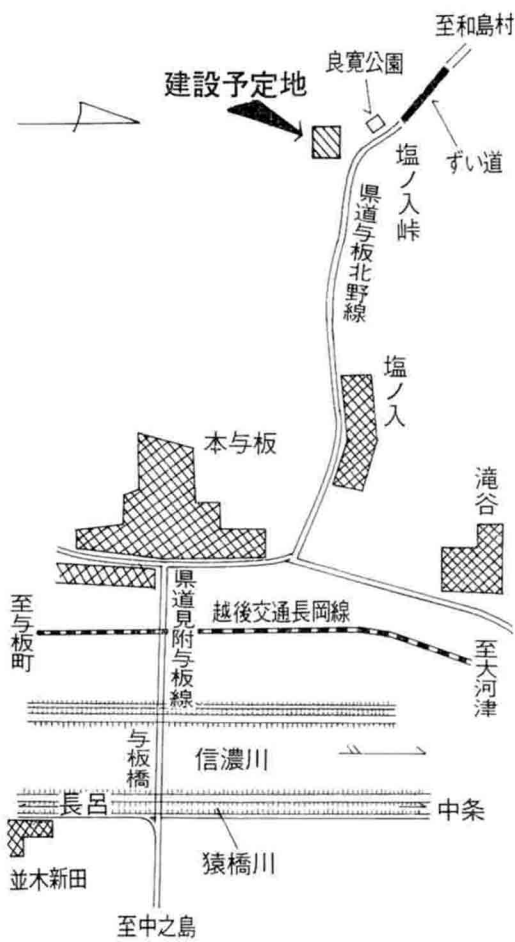 至和島村
良寛公園
建設予定地
ずい道
塩ノ入峠
県道与板北野線
塩ノ入
本与板
滝谷
県道見附与板線
越後交通長岡線
至与板町
至大河津
与板橋
信濃川
長呂
中条
猿橋川
並木新田
至中之島